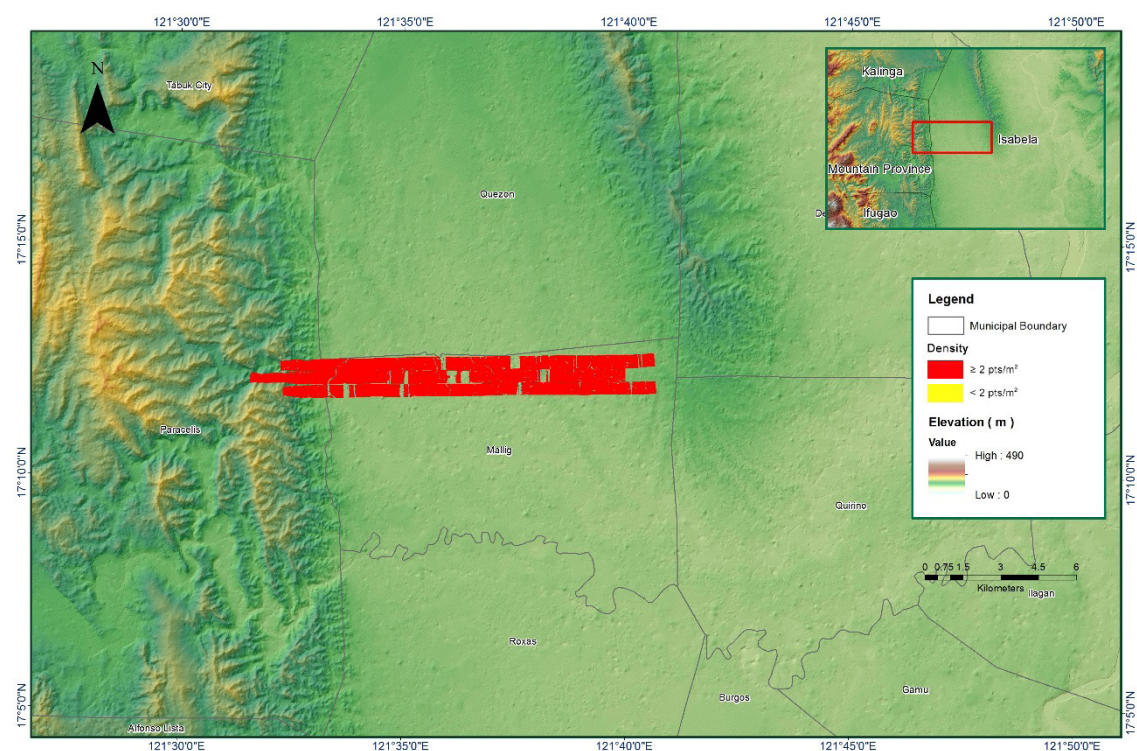 121°30'0"E
121°35'0"E
121°40'0"E
121°45'0"E
121°50'0"E
N
Tabuk City
Kalinga
Isabela
Mountain Province
Ifugao
De
Quezon
17°15'0"N
17°15'0"N
Legend
Municipal Boundary
Density
≥ 2 pts/m²
< 2 pts/m²
Elevation ( m )
Value
High : 490
Low : 0
Paracelis
Mallig
17°10'0"N
17°10'0"N
Quirino
0 0.75 1.5 3 4.5 6
Kilometers
Ilagan
Roxas
Burgos
Gamu
17°5'0"N
17°5'0"N
Alfonso Lista
121°30'0"E
121°35'0"E
121°40'0"E
121°45'0"E
121°50'0"E